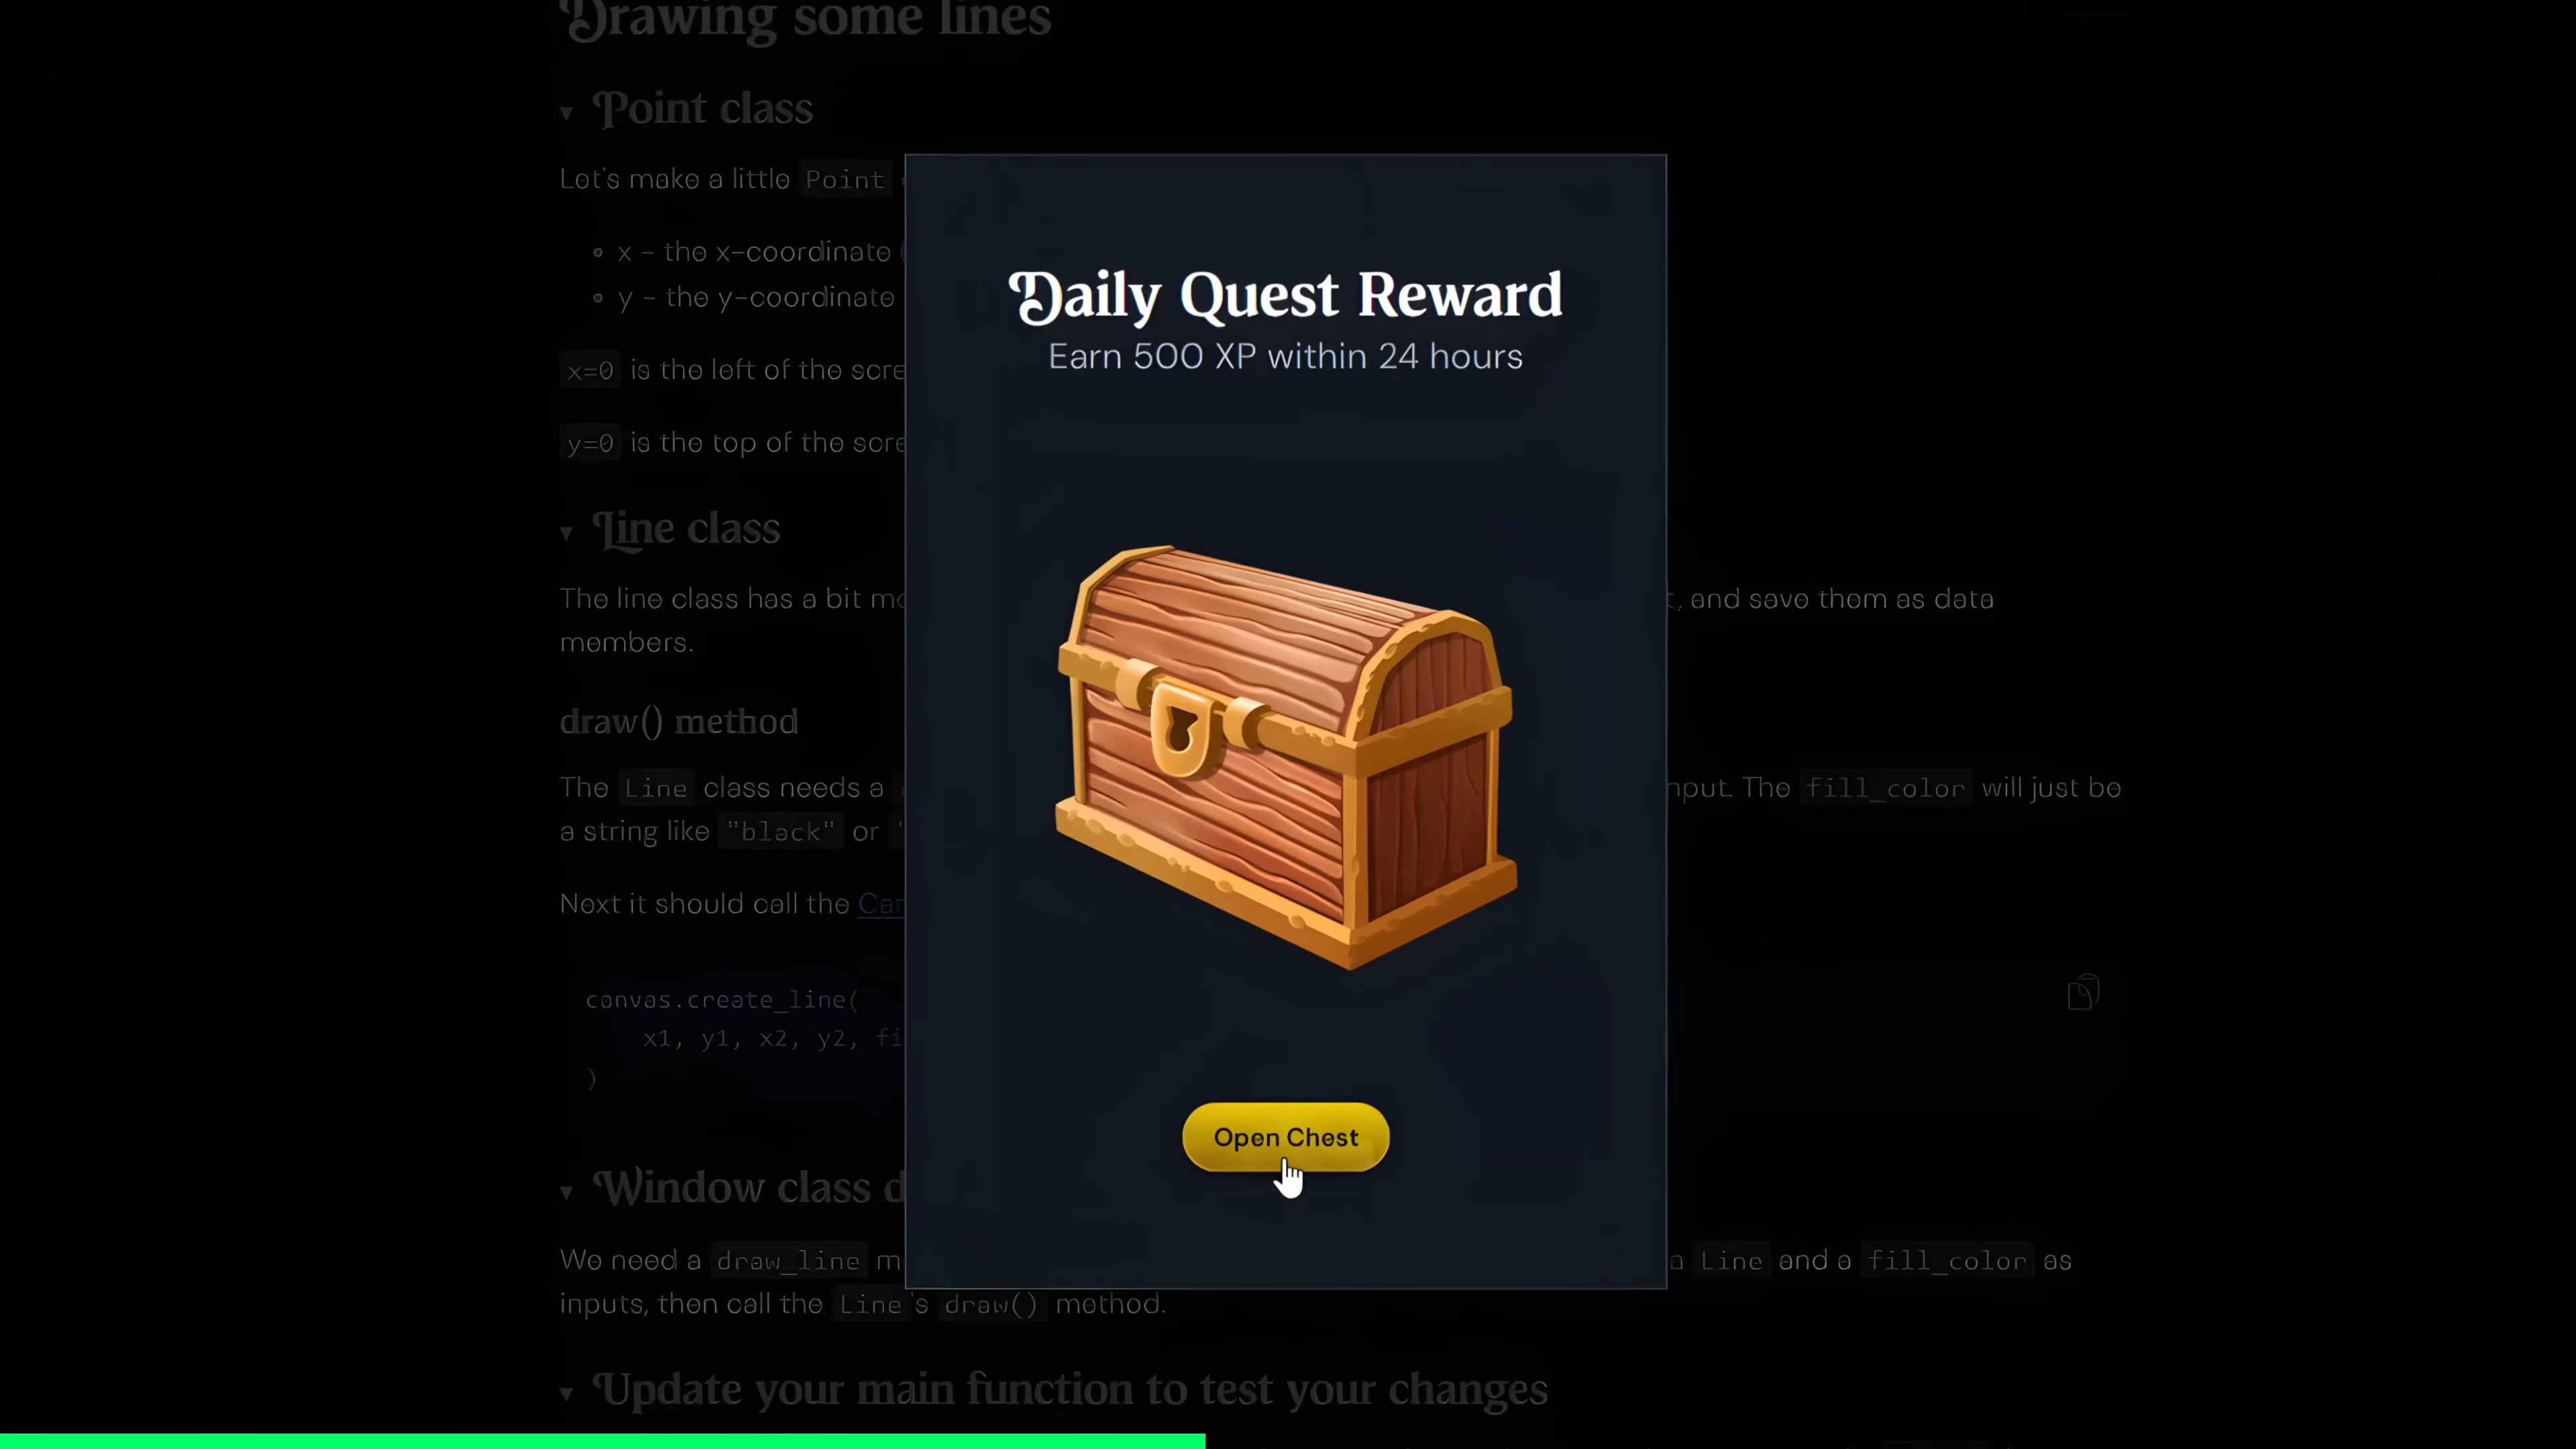 Drawing some lines
Point class
Let's make a little Point
x - the x-coordinate
y - the y-coordinate
x=0 is the left of the
y=0 is the top of the
Line class
The line class has a bit
, and save them as data
members.
draw() method
The Line class needs a
The fill_color will just be
a string like "black" or
Next it should call the
canvas.create_line(
x1, y1, x2, y2,
)
Window class
We need a draw_line
a Line and a fill_color as
inputs, then call the Line's draw() method.
Update your main function to test your changes
Daily Quest Reward
Earn 500 XP within 24 hours
Open Chest